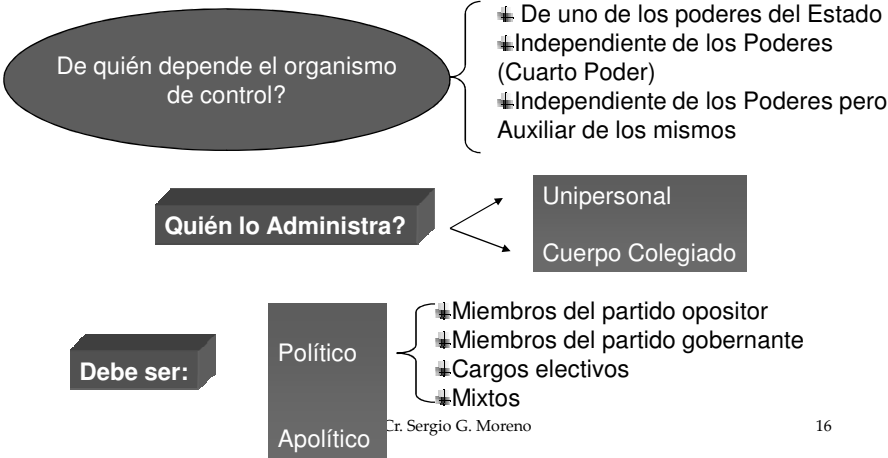 De quién depende el organismo
de control?
De uno de los poderes del Estado
Independiente de los Poderes
(Cuarto Poder)
Independiente de los Poderes pero
Auxiliar de los mismos
Quién lo Administra?
Unipersonal
Cuerpo Colegiado
Debe ser:
Político
Apolítico
Miembros del partido opositor
Miembros del partido gobernante
Cargos electivos
Mixtos
Cr. Sergio G. Moreno
16